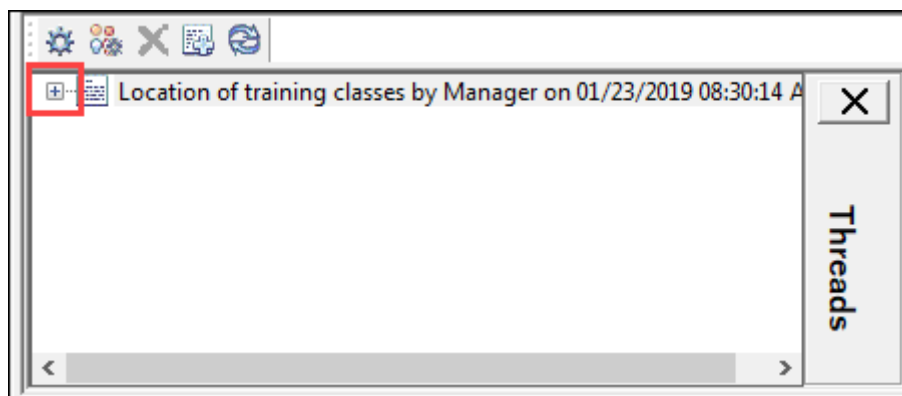 Location of training classes by Manager on 01/23/2019 08:30:14 A
Threads